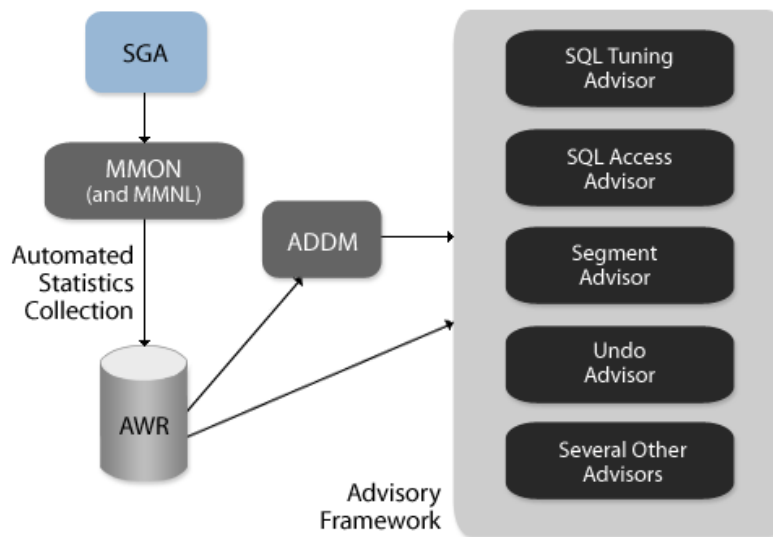 SGA
MMON
(and MMNL)
Automated
Statistics
Collection
ADDM
AWR
Advisory
Framework
SQL Tuning
Advisor
SQL Access
Advisor
Segment
Advisor
Undo
Advisor
Several Other
Advisors